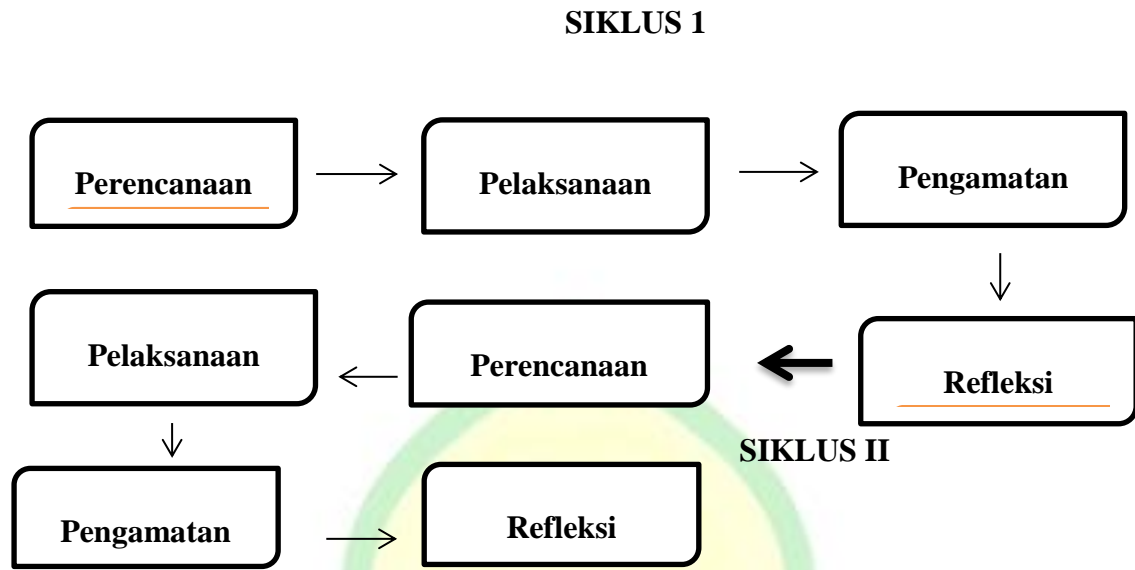 SIKLUS 1
Perencanaan
Pelaksanaan
Pengamatan
Refleksi
SIKLUS II
Perencanaan
Pelaksanaan
Pengamatan
Refleksi